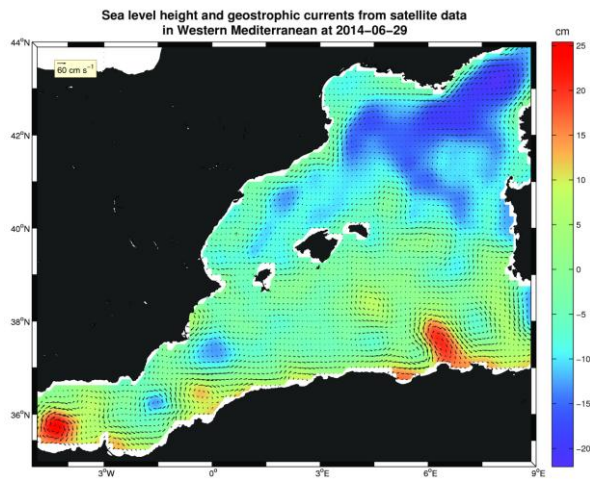 Sea level height and geostrophic currents from satellite data
in Western Mediterranean at 2014−06−29
cm
44°N
60 cm s⁻¹
25
20
42°N
15
10
40°N
5
0
38°N
−5
−10
36°N
−15
−20
3°W
0°
3°E
6°E
9°E